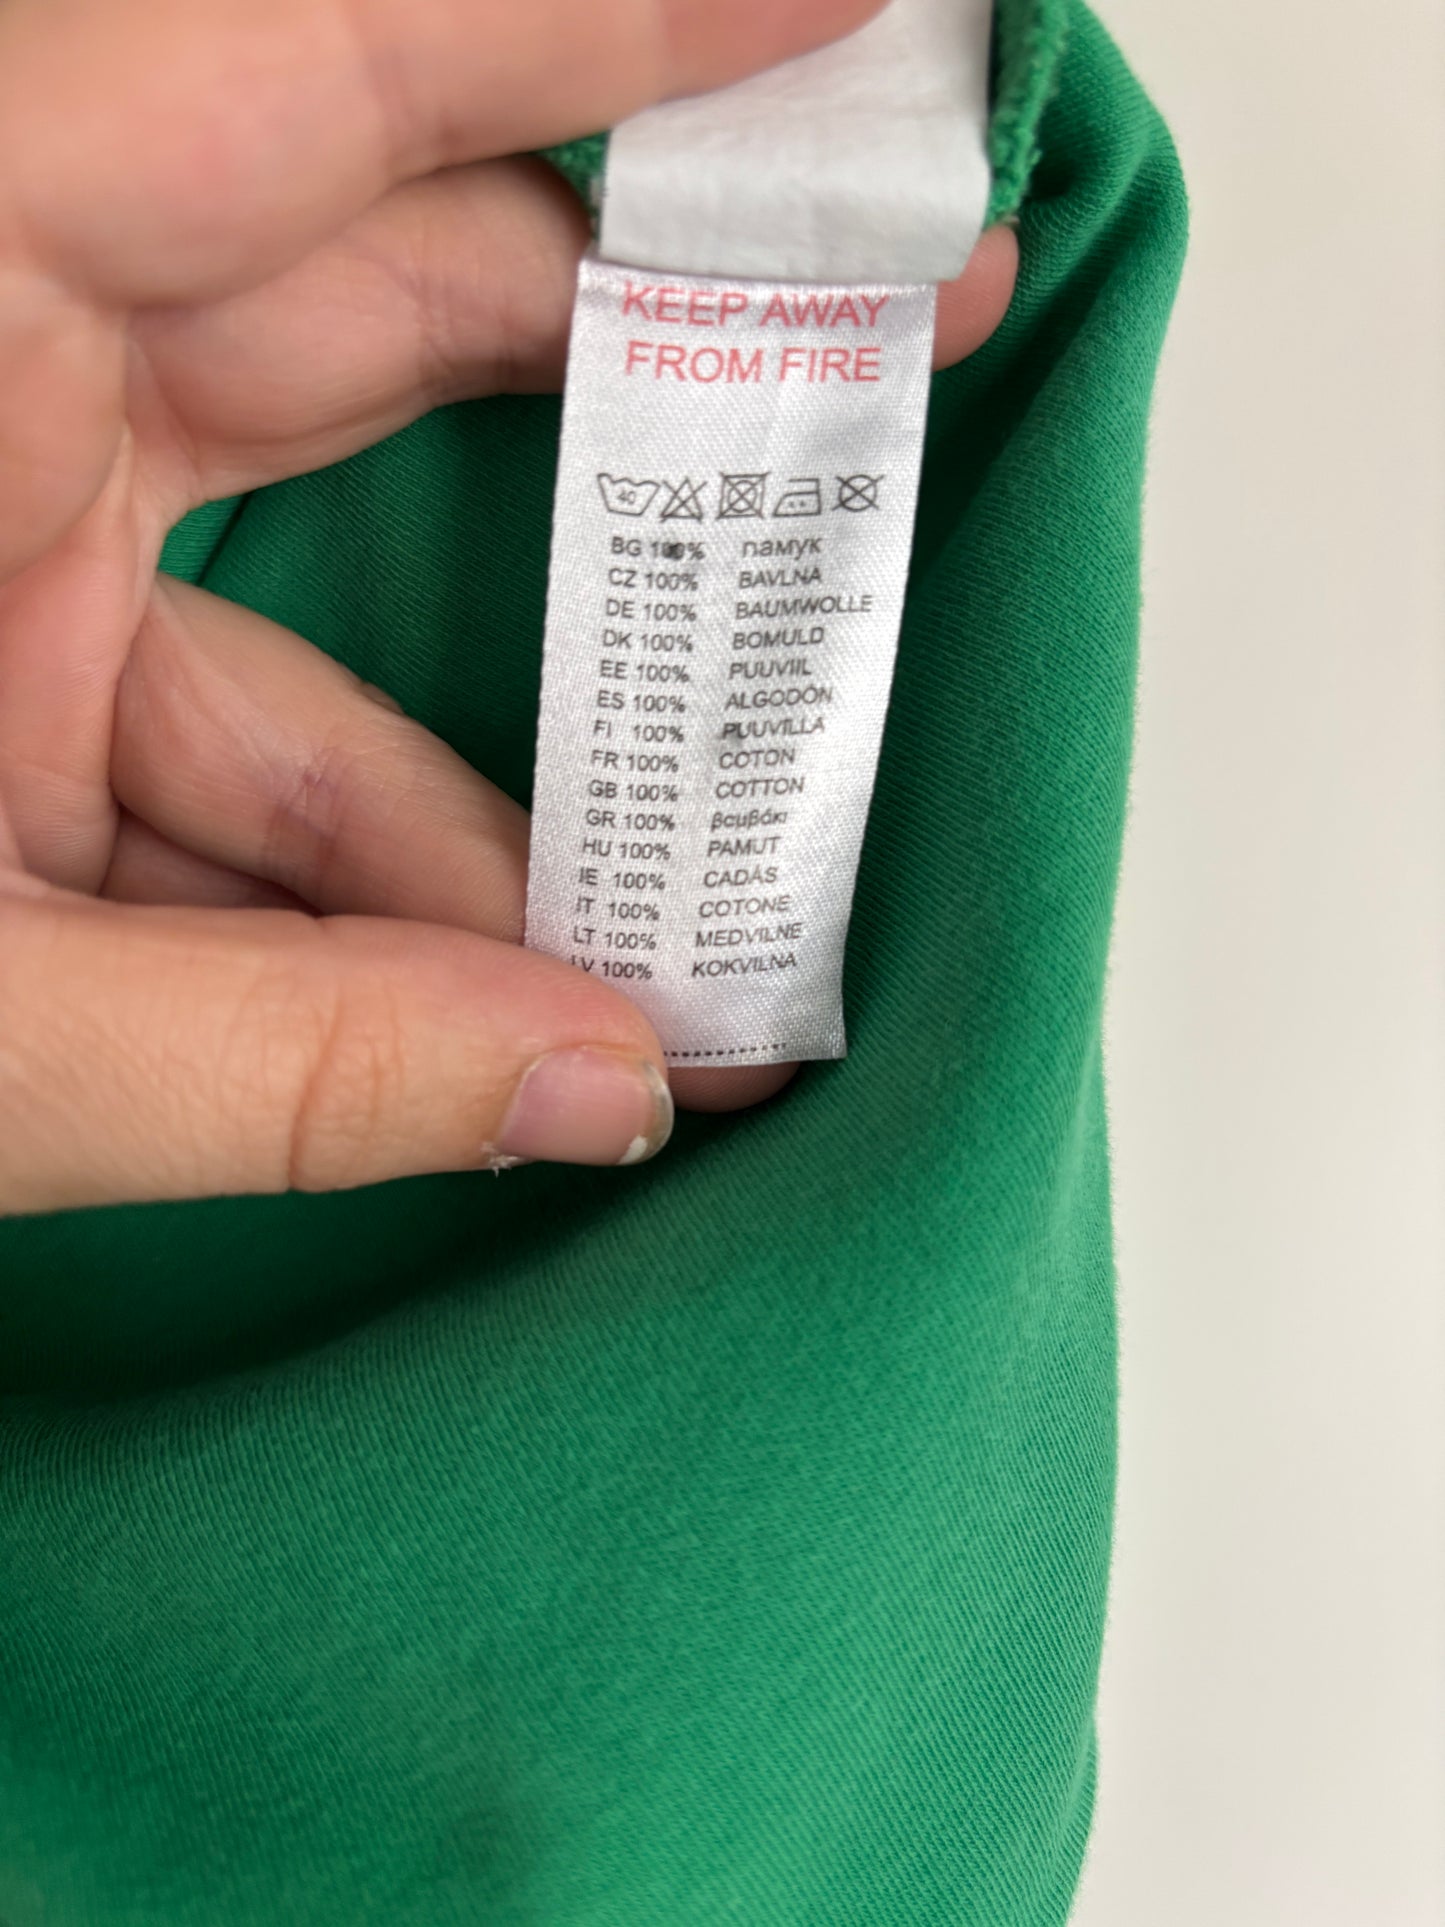 KEEP AWAY
FROM FIRE
40
BG 100% памук
CZ 100% BAVLNA
DE 100% BAUMWOLLE
DK 100% BOMULD
EE 100% PUUVIIL
ES 100% ALGODÓN
FI 100% PUUVILLA
FR 100% COTON
GB 100% COTTON
GR 100% βαμβάκι
HU 100% PAMUT
IE 100% CADÁS
IT 100% COTONE
LT 100% MEDVILNE
LV 100% KOKVILNA